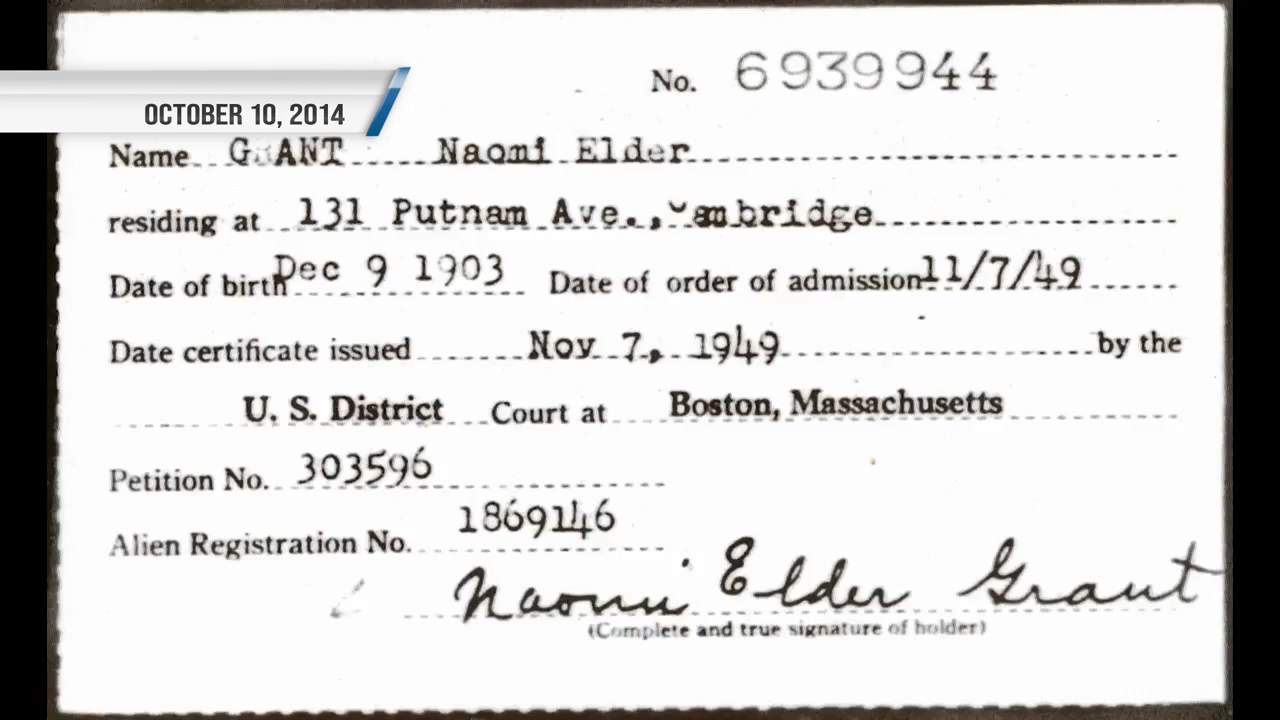 No. 6939944
OCTOBER 10, 2014
Name GRANT Naomi Elder
residing at 131 Putnam Ave., Cambridge
Date of birth Dec 9 1903 Date of order of admission 11/7/49
Date certificate issued Nov 7, 1949 by the
U. S. District Court at Boston, Massachusetts
Petition No. 303596
Alien Registration No. 1869146
Naomi Elder Grant
(Complete and true signature of holder)